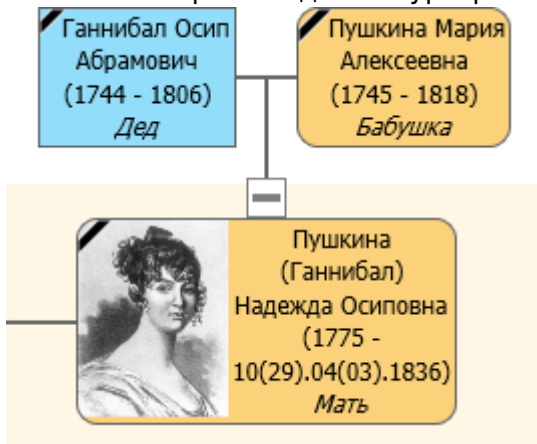 Ганнибал Осип
Абрамович
(1744 - 1806)
Дед
Пушкина Мария
Алексеевна
(1745 - 1818)
Бабушка
Пушкина
(Ганнибал)
Надежда Осиповна
(1775 -
10(29).04(03).1836)
Мать